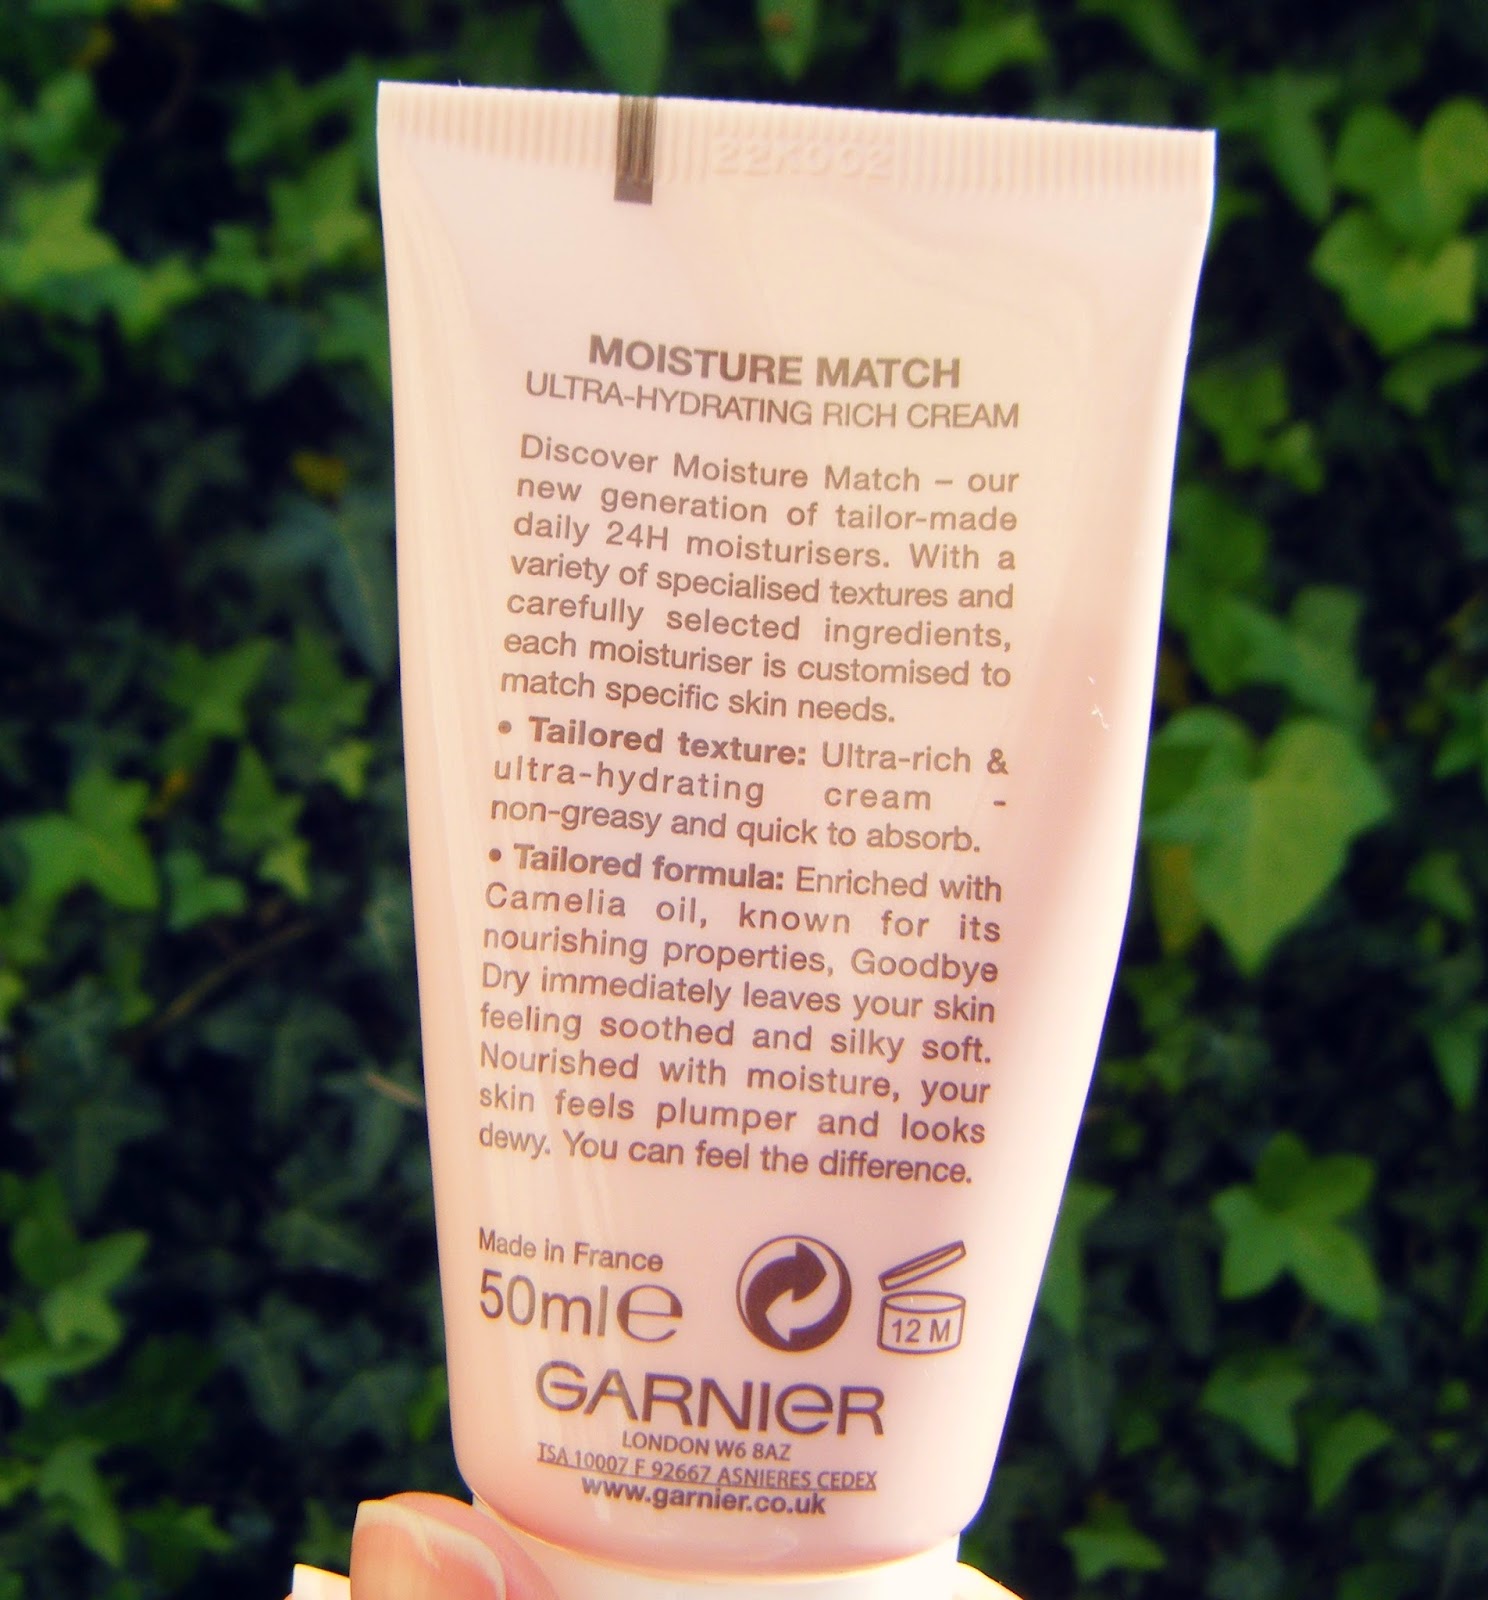 22K002
MOISTURE MATCH
ULTRA-HYDRATING RICH CREAM
Discover Moisture Match – our
new generation of tailor-made
daily 24H moisturisers. With a
variety of specialised textures and
carefully selected ingredients,
each moisturiser is customised to
match specific skin needs.
• Tailored texture: Ultra-rich &
ultra-hydrating cream -
non-greasy and quick to absorb.
• Tailored formula: Enriched with
Camelia oil, known for its
nourishing properties, Goodbye
Dry immediately leaves your skin
feeling soothed and silky soft.
Nourished with moisture, your
skin feels plumper and looks
dewy. You can feel the difference.
Made in France
50ml e
12 M
GARNIER
LONDON W6 8AZ
TSA 10007 F 92667 ASNIERES CEDEX
www.garnier.co.uk